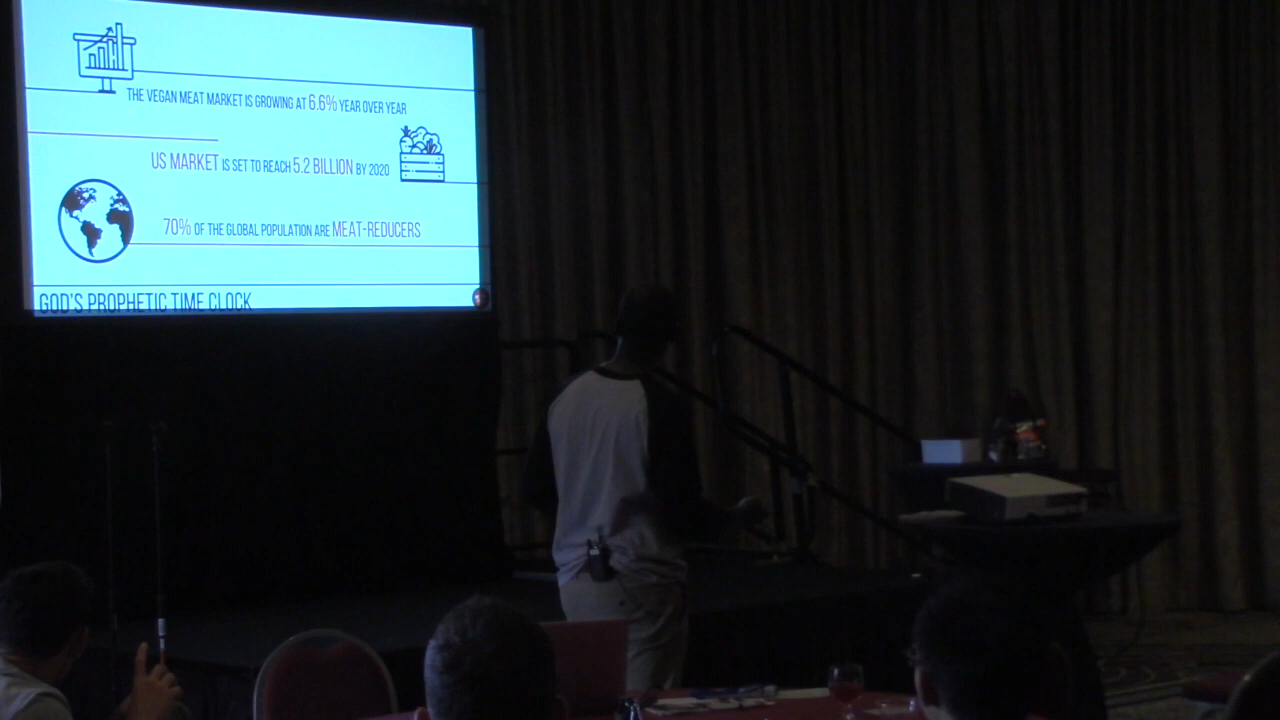 THE VEGAN MEAT MARKET IS GROWING AT 6.6% YEAR OVER YEAR
US MARKET IS SET TO REACH 5.2 BILLION BY 2020
70% OF THE GLOBAL POPULATION ARE MEAT-REDUCERS
GOD'S PROPHETIC TIME CLOCK